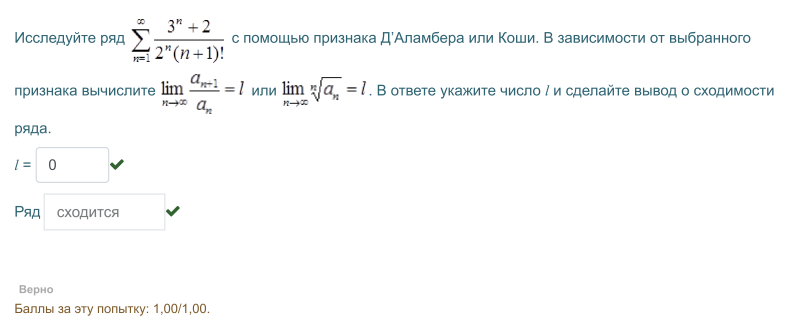 Исследуйте ряд $\sum_{n=1}^{\infty} \frac{3^n + 2}{2^n(n+1)!}$ с помощью признака Д'Аламбера или Коши. В зависимости от выбранного
признака вычислите $\lim_{n\to\infty} \frac{a_{n+1}}{a_n} = l$ или $\lim_{n\to\infty} \sqrt[n]{a_n} = l$. В ответе укажите число l и сделайте вывод о сходимости
ряда.
l = 0 ✔
Ряд сходится ✔
Верно
Баллы за эту попытку: 1,00/1,00.